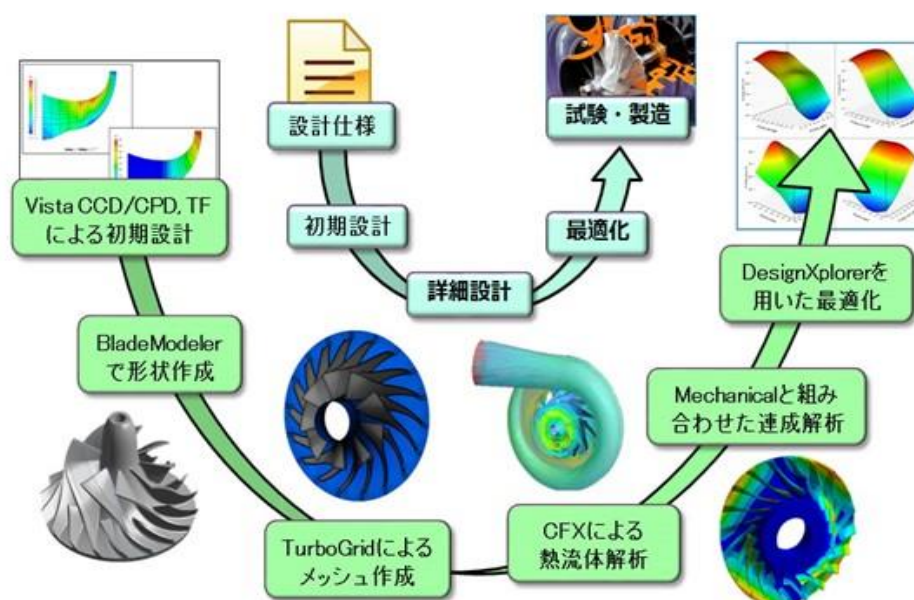 設計仕様
試験・製造
Vista CCD/CPD, TF
による初期設計
初期設計
最適化
詳細設計
DesignXplorerを
用いた最適化
BladeModeler
で形状作成
Mechanicalと組み
合わせた連成解析
TurboGridによる
メッシュ作成
CFXによる
熱流体解析